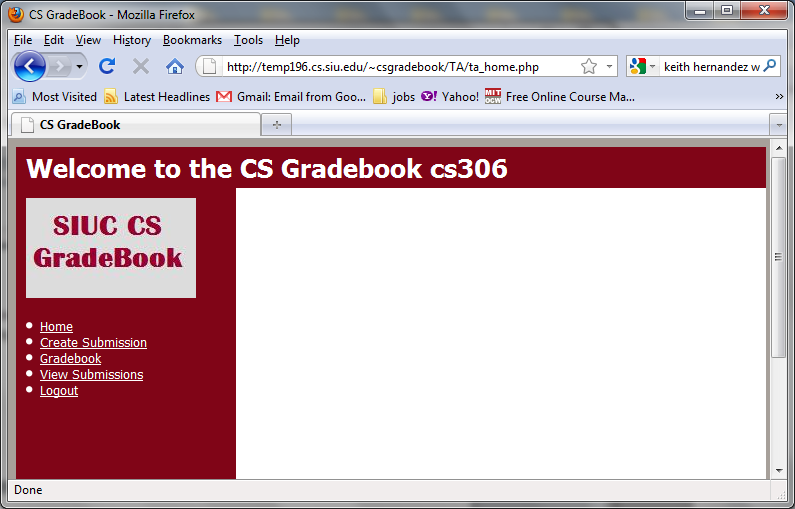 CS GradeBook - Mozilla Firefox
File Edit View History Bookmarks Tools Help
http://temp196.cs.siu.edu/~csgradebook/TA/ta_home.php keith hernandez w
Most Visited Latest Headlines Gmail: Email from Goo... jobs Yahoo! MIT OCW Free Online Course Ma... »
CS GradeBook
Welcome to the CS Gradebook cs306
SIUC CS
GradeBook
Home
Create Submission
Gradebook
View Submissions
Logout
Done